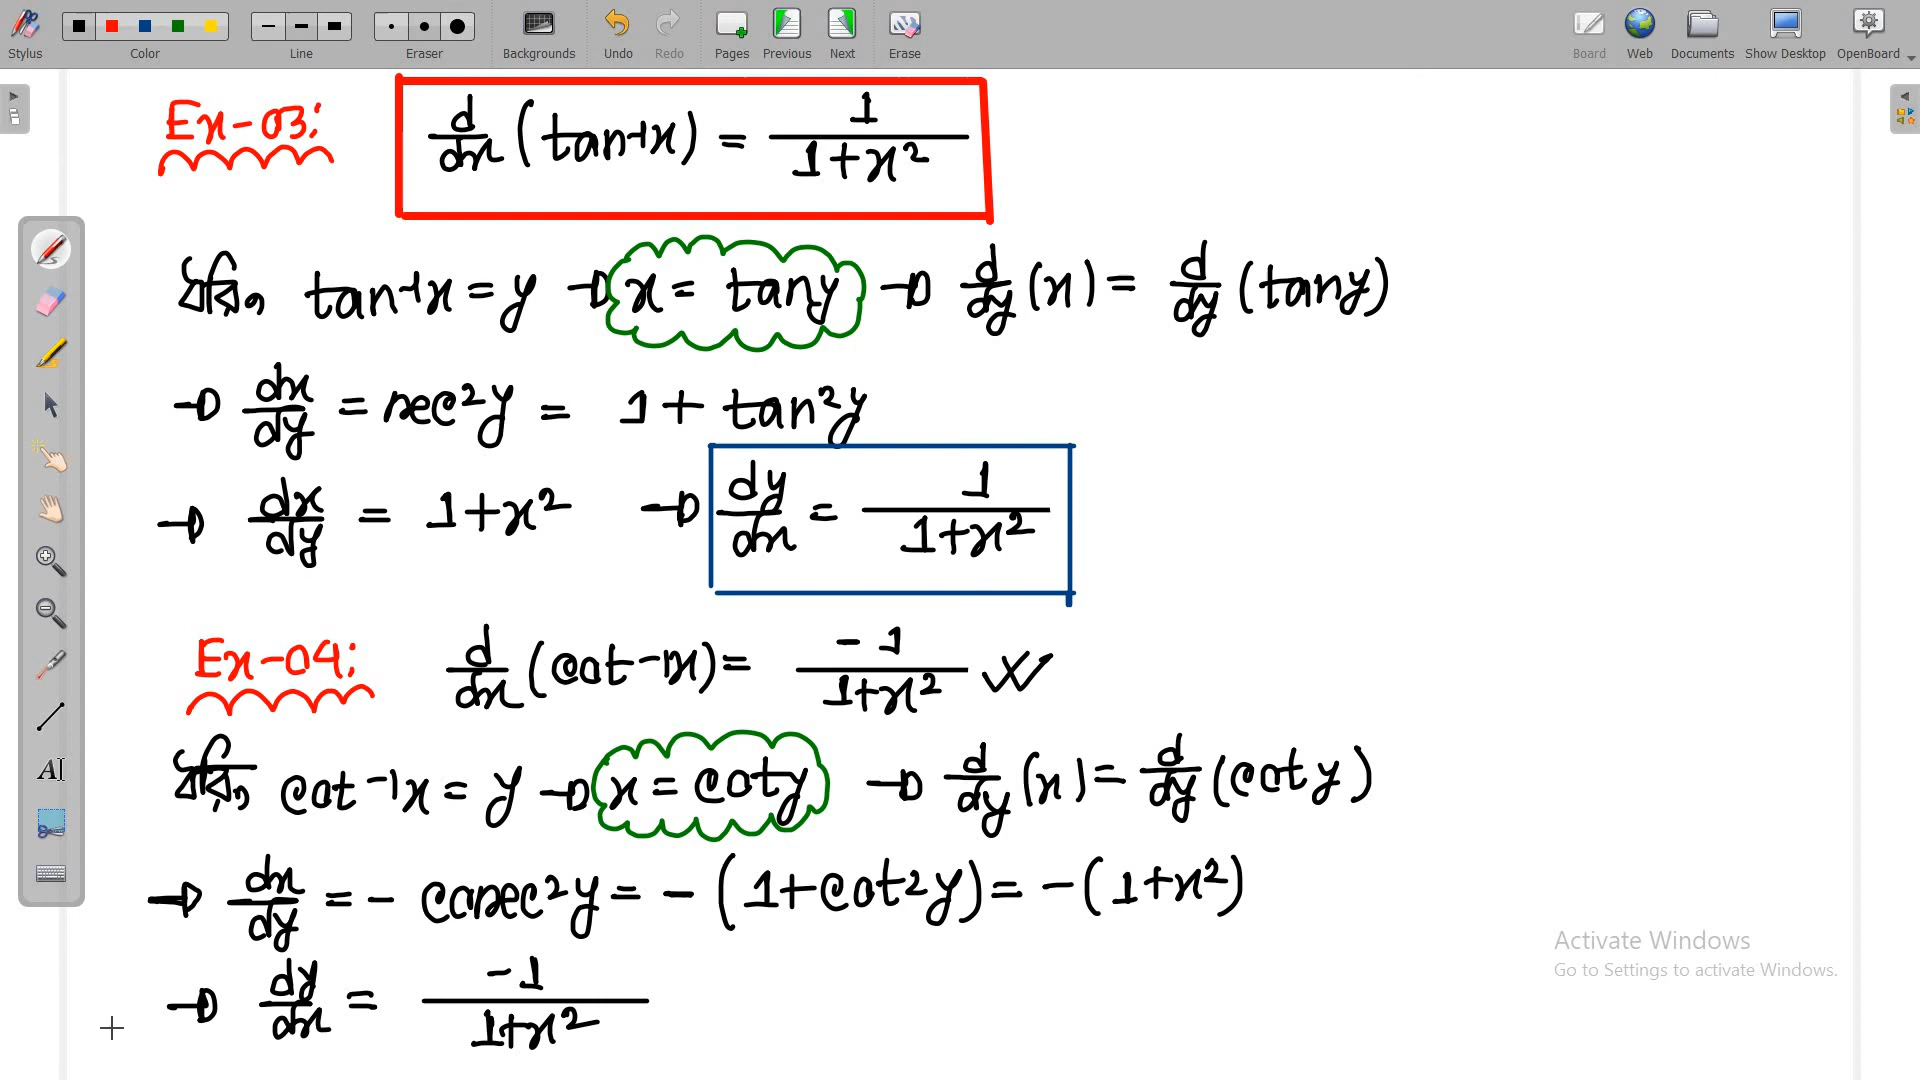 Stylus Color Line Eraser Backgrounds Undo Redo Pages Previous Next Erase Board Web Documents Show Desktop OpenBoard
Ex-03: d/dx (tan⁻¹x) = 1/(1+x²)
ধরি, tan⁻¹x = y → x = tany → d/dy (x) = d/dy (tany)
→ dx/dy = sec²y = 1 + tan²y
→ dx/dy = 1+x² → dy/dx = 1/(1+x²)
Ex-04: d/dx (cot⁻¹x) = -1/(1+x²)
ধরি, cot⁻¹x = y → x = coty → d/dy (x) = d/dy (coty)
→ dx/dy = - cosec²y = - (1+cot²y) = - (1+x²)
→ dy/dx = -1/(1+x²)
Activate Windows
Go to Settings to activate Windows.